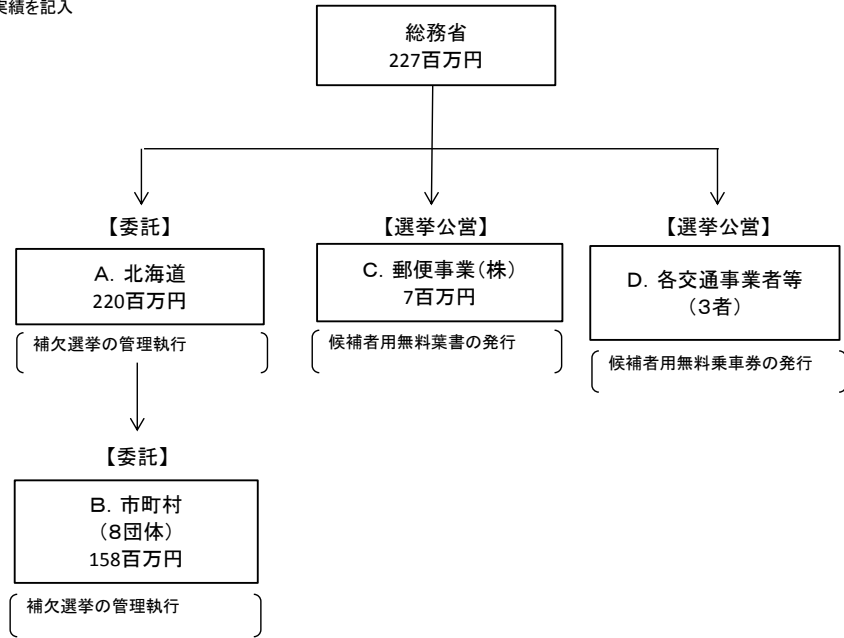 実績を記入
総務省
227百万円
【委託】
【選挙公営】
【選挙公営】
A．北海道
220百万円
C．郵便事業(株)
7百万円
D．各交通事業者等
(3者)
補欠選挙の管理執行
候補者用無料葉書の発行
候補者用無料乗車券の発行
【委託】
B．市町村
(8団体)
158百万円
補欠選挙の管理執行